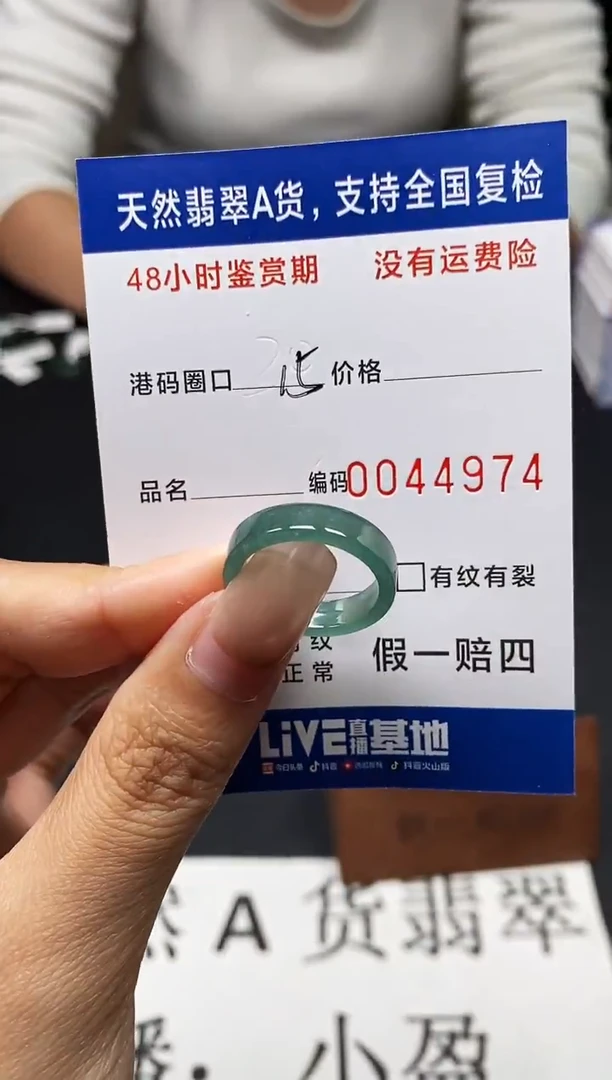 天然翡翠A货，支持全国复检
48小时鉴赏期 没有运费险
港码圈口 15 价格
品名 编码0044974
有纹有裂
纹
正常 假一赔四
LiVE直播基地
今日头条 抖音 抖音火山版
A 货翡翠
播：小盈